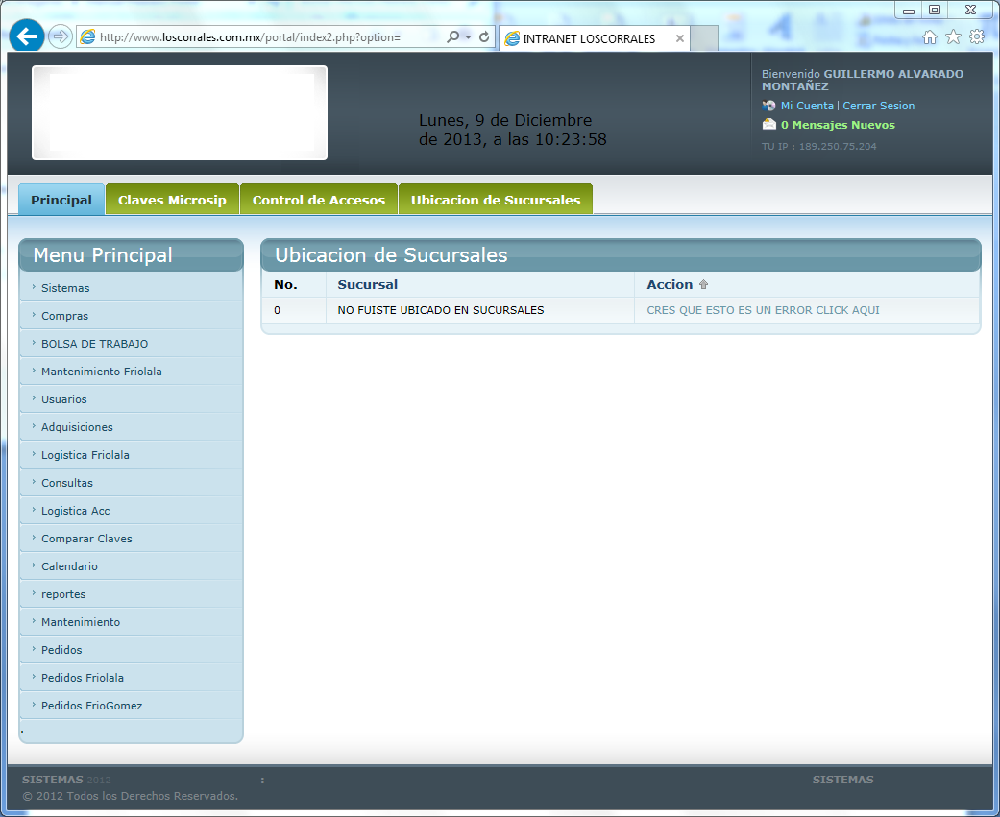 http://www.loscorrales.com.mx/portal/index2.php?option=
INTRANET LOSCORRALES
Lunes, 9 de Diciembre
de 2013, a las 10:23:58
Bienvenido GUILLERMO ALVARADO
MONTAÑEZ
Mi Cuenta | Cerrar Sesion
0 Mensajes Nuevos
TU IP : 189.250.75.204
Principal
Claves Microsip
Control de Accesos
Ubicacion de Sucursales
Menu Principal
Sistemas
Compras
BOLSA DE TRABAJO
Mantenimiento Friolala
Usuarios
Adquisiciones
Logistica Friolala
Consultas
Logistica Acc
Comparar Claves
Calendario
reportes
Mantenimiento
Pedidos
Pedidos Friolala
Pedidos FrioGomez
.
Ubicacion de Sucursales
No. Sucursal Accion
0 NO FUISTE UBICADO EN SUCURSALES CRES QUE ESTO ES UN ERROR CLICK AQUI
SISTEMAS 2012 : SISTEMAS
© 2012 Todos los Derechos Reservados.